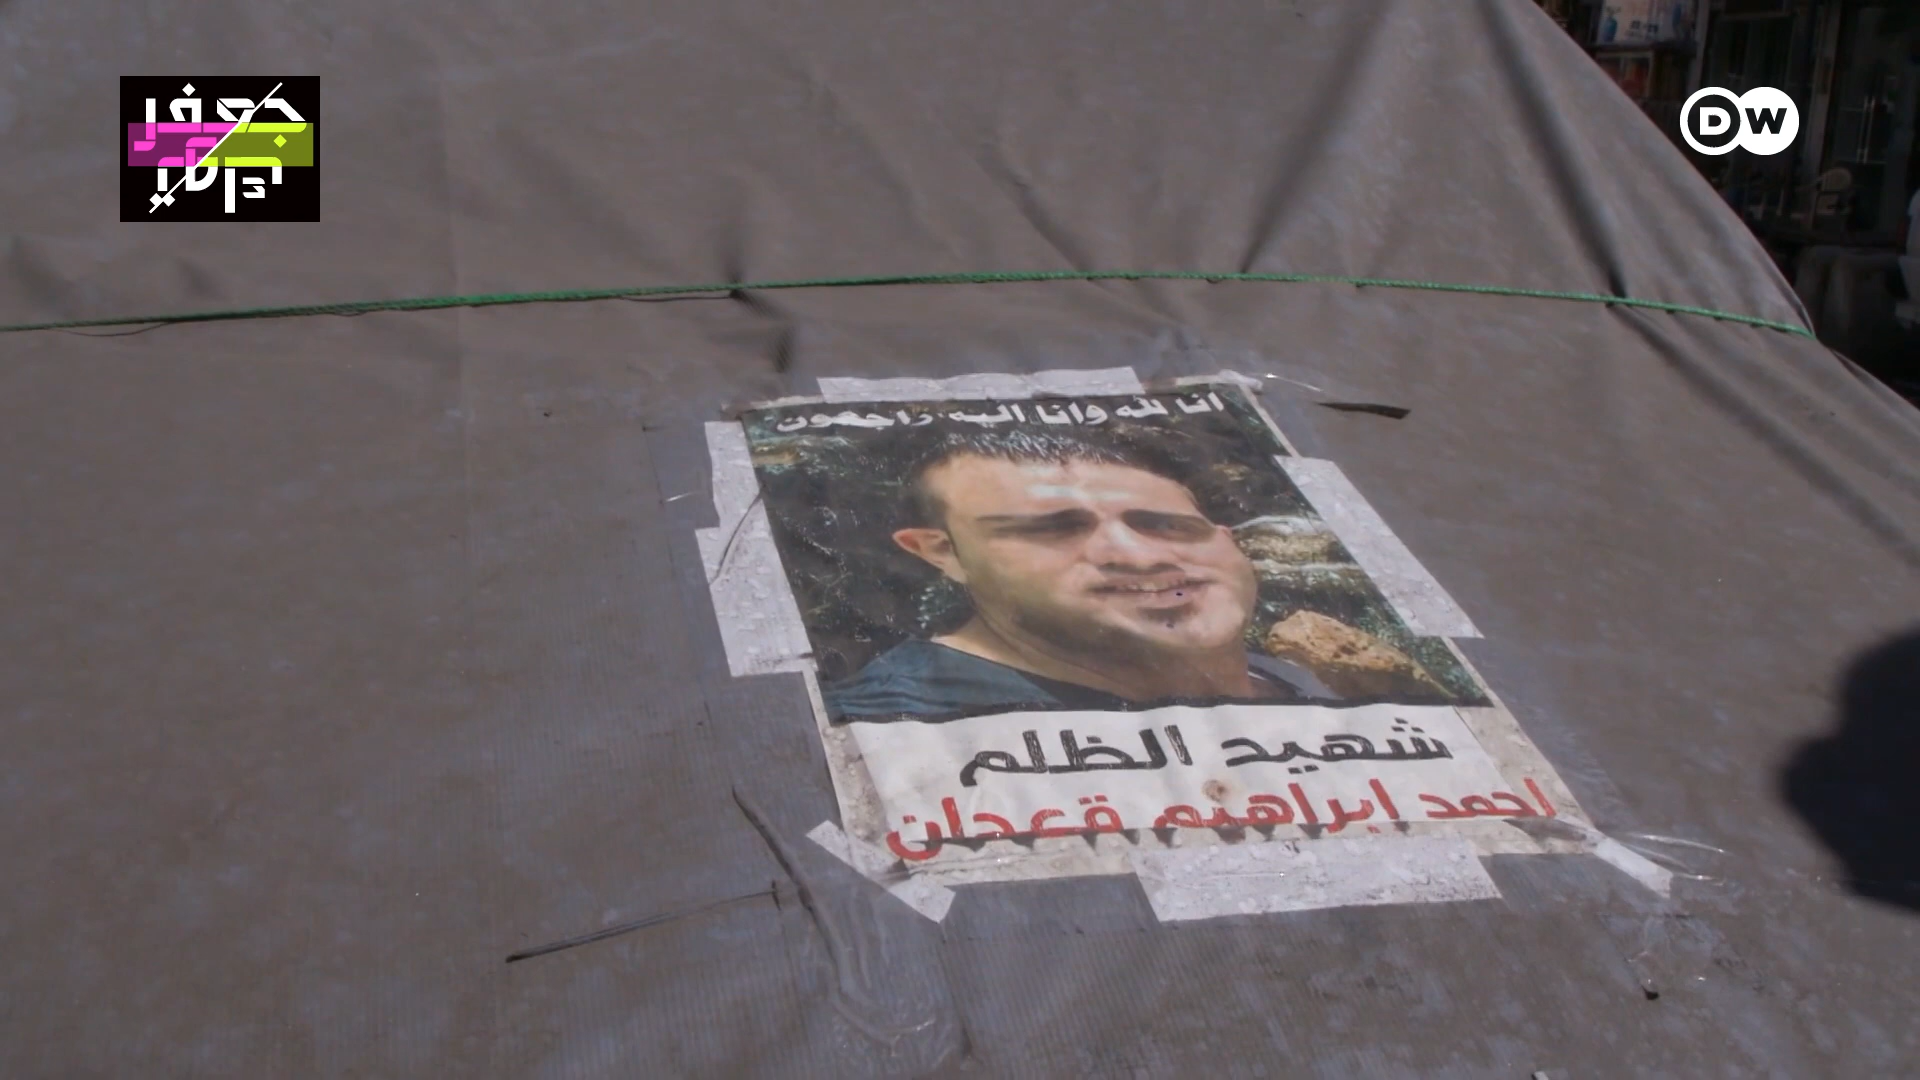 جعفر
توك
DW
انا لله وانا اليه راجعون
شهيد الظلم
احمد ابراهيم قعدان